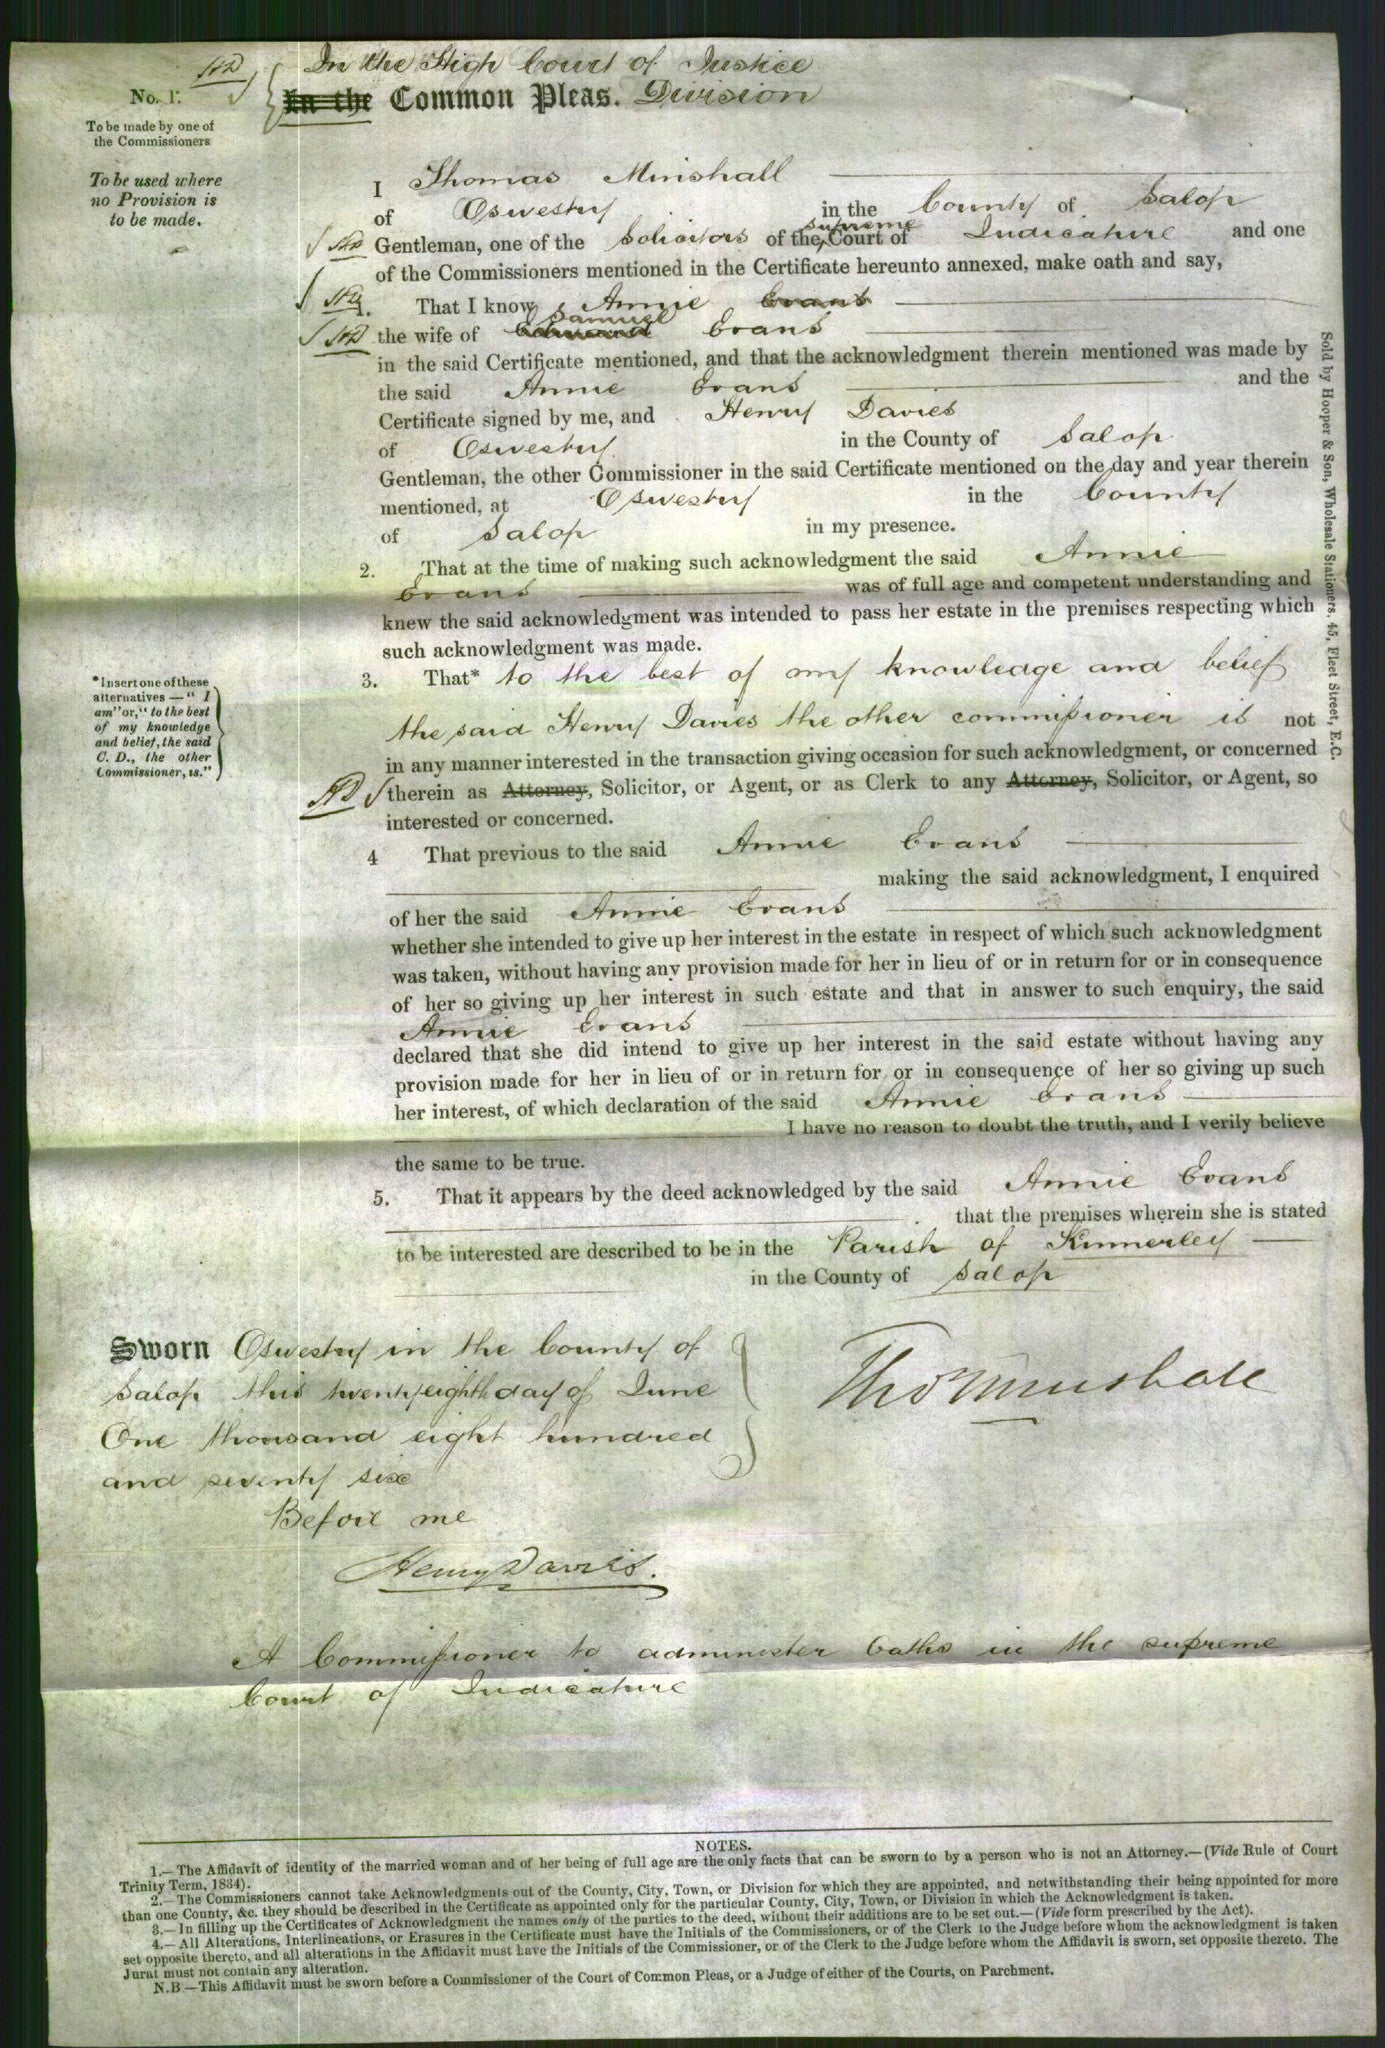 HD
In the High Court of Justice
No. 1.
In the Common Pleas. Division
To be made by one of
the Commissioners
To be used where
no Provision is
to be made.
I Thomas Minshall
of Oswestry in the County of Salop
HD Gentleman, one of the Solicitors of the supreme Court of Judicature and one
of the Commissioners mentioned in the Certificate hereunto annexed, make oath and say,
HD 1. That I know Annie Evans
HD the wife of Edward Samuel Evans
in the said Certificate mentioned, and that the acknowledgment therein mentioned was made by
the said Annie Evans and the
Certificate signed by me, and Henry Davies
of Oswestry in the County of Salop
Gentleman, the other Commissioner in the said Certificate mentioned on the day and year therein
mentioned, at Oswestry in the County
of Salop in my presence.
2. That at the time of making such acknowledgment the said Annie
Evans was of full age and competent understanding and
knew the said acknowledgment was intended to pass her estate in the premises respecting which
such acknowledgment was made.
3. That* to the best of my knowledge and belief
the said Henry Davies the other commissioner is not
in any manner interested in the transaction giving occasion for such acknowledgment, or concerned
HD therein as Attorney, Solicitor, or Agent, or as Clerk to any Attorney, Solicitor, or Agent, so
interested or concerned.
*Insert one of these
alternatives — "I
am" or, "to the best
of my knowledge
and belief, the said
C. D., the other
Commissioner, is."
4 That previous to the said Annie Evans
making the said acknowledgment, I enquired
of her the said Annie Evans
whether she intended to give up her interest in the estate in respect of which such acknowledgment
was taken, without having any provision made for her in lieu of or in return for or in consequence
of her so giving up her interest in such estate and that in answer to such enquiry, the said
Annie Evans
declared that she did intend to give up her interest in the said estate without having any
provision made for her in lieu of or in return for or in consequence of her so giving up such
her interest, of which declaration of the said Annie Evans
I have no reason to doubt the truth, and I verily believe
the same to be true.
5. That it appears by the deed acknowledged by the said Annie Evans
that the premises wherein she is stated
to be interested are described to be in the Parish of Kinnerley
in the County of Salop
Sworn Oswestry in the County of
Salop this twenty eighth day of June
One thousand eight hundred
and seventy six
Before me
Henry Davies.
A Commissioner to administer Oaths in the supreme
Court of Judicature
Thos Minshall
Sold by Hooper & Son, Wholesale Stationers, 45, Fleet Street, E.C.
NOTES.
1.—The Affidavit of identity of the married woman and of her being of full age are the only facts that can be sworn to by a person who is not an Attorney.—(Vide Rule of Court
Trinity Term, 1834).
2.—The Commissioners cannot take Acknowledgments out of the County, City, Town, or Division for which they are appointed, and notwithstanding their being appointed for more
than one County, &c. they should be described in the Certificate as appointed only for the particular County, City, Town, or Division in which the Acknowledgment is taken.
3.—In filling up the Certificates of Acknowledgment the names only of the parties to the deed, without their additions are to be set out.—(Vide form prescribed by the Act).
4.—All Alterations, Interlineations, or Erasures in the Certificate must have the Initials of the Commissioners, or of the Clerk to the Judge before whom the acknowledgment is taken
set opposite thereto, and all alterations in the Affidavit must have the Initials of the Commissioner, or of the Clerk to the Judge before whom the Affidavit is sworn, set opposite thereto. The
Jurat must not contain any alteration.
N.B —This Affidavit must be sworn before a Commissioner of the Court of Common Pleas, or a Judge of either of the Courts, on Parchment.